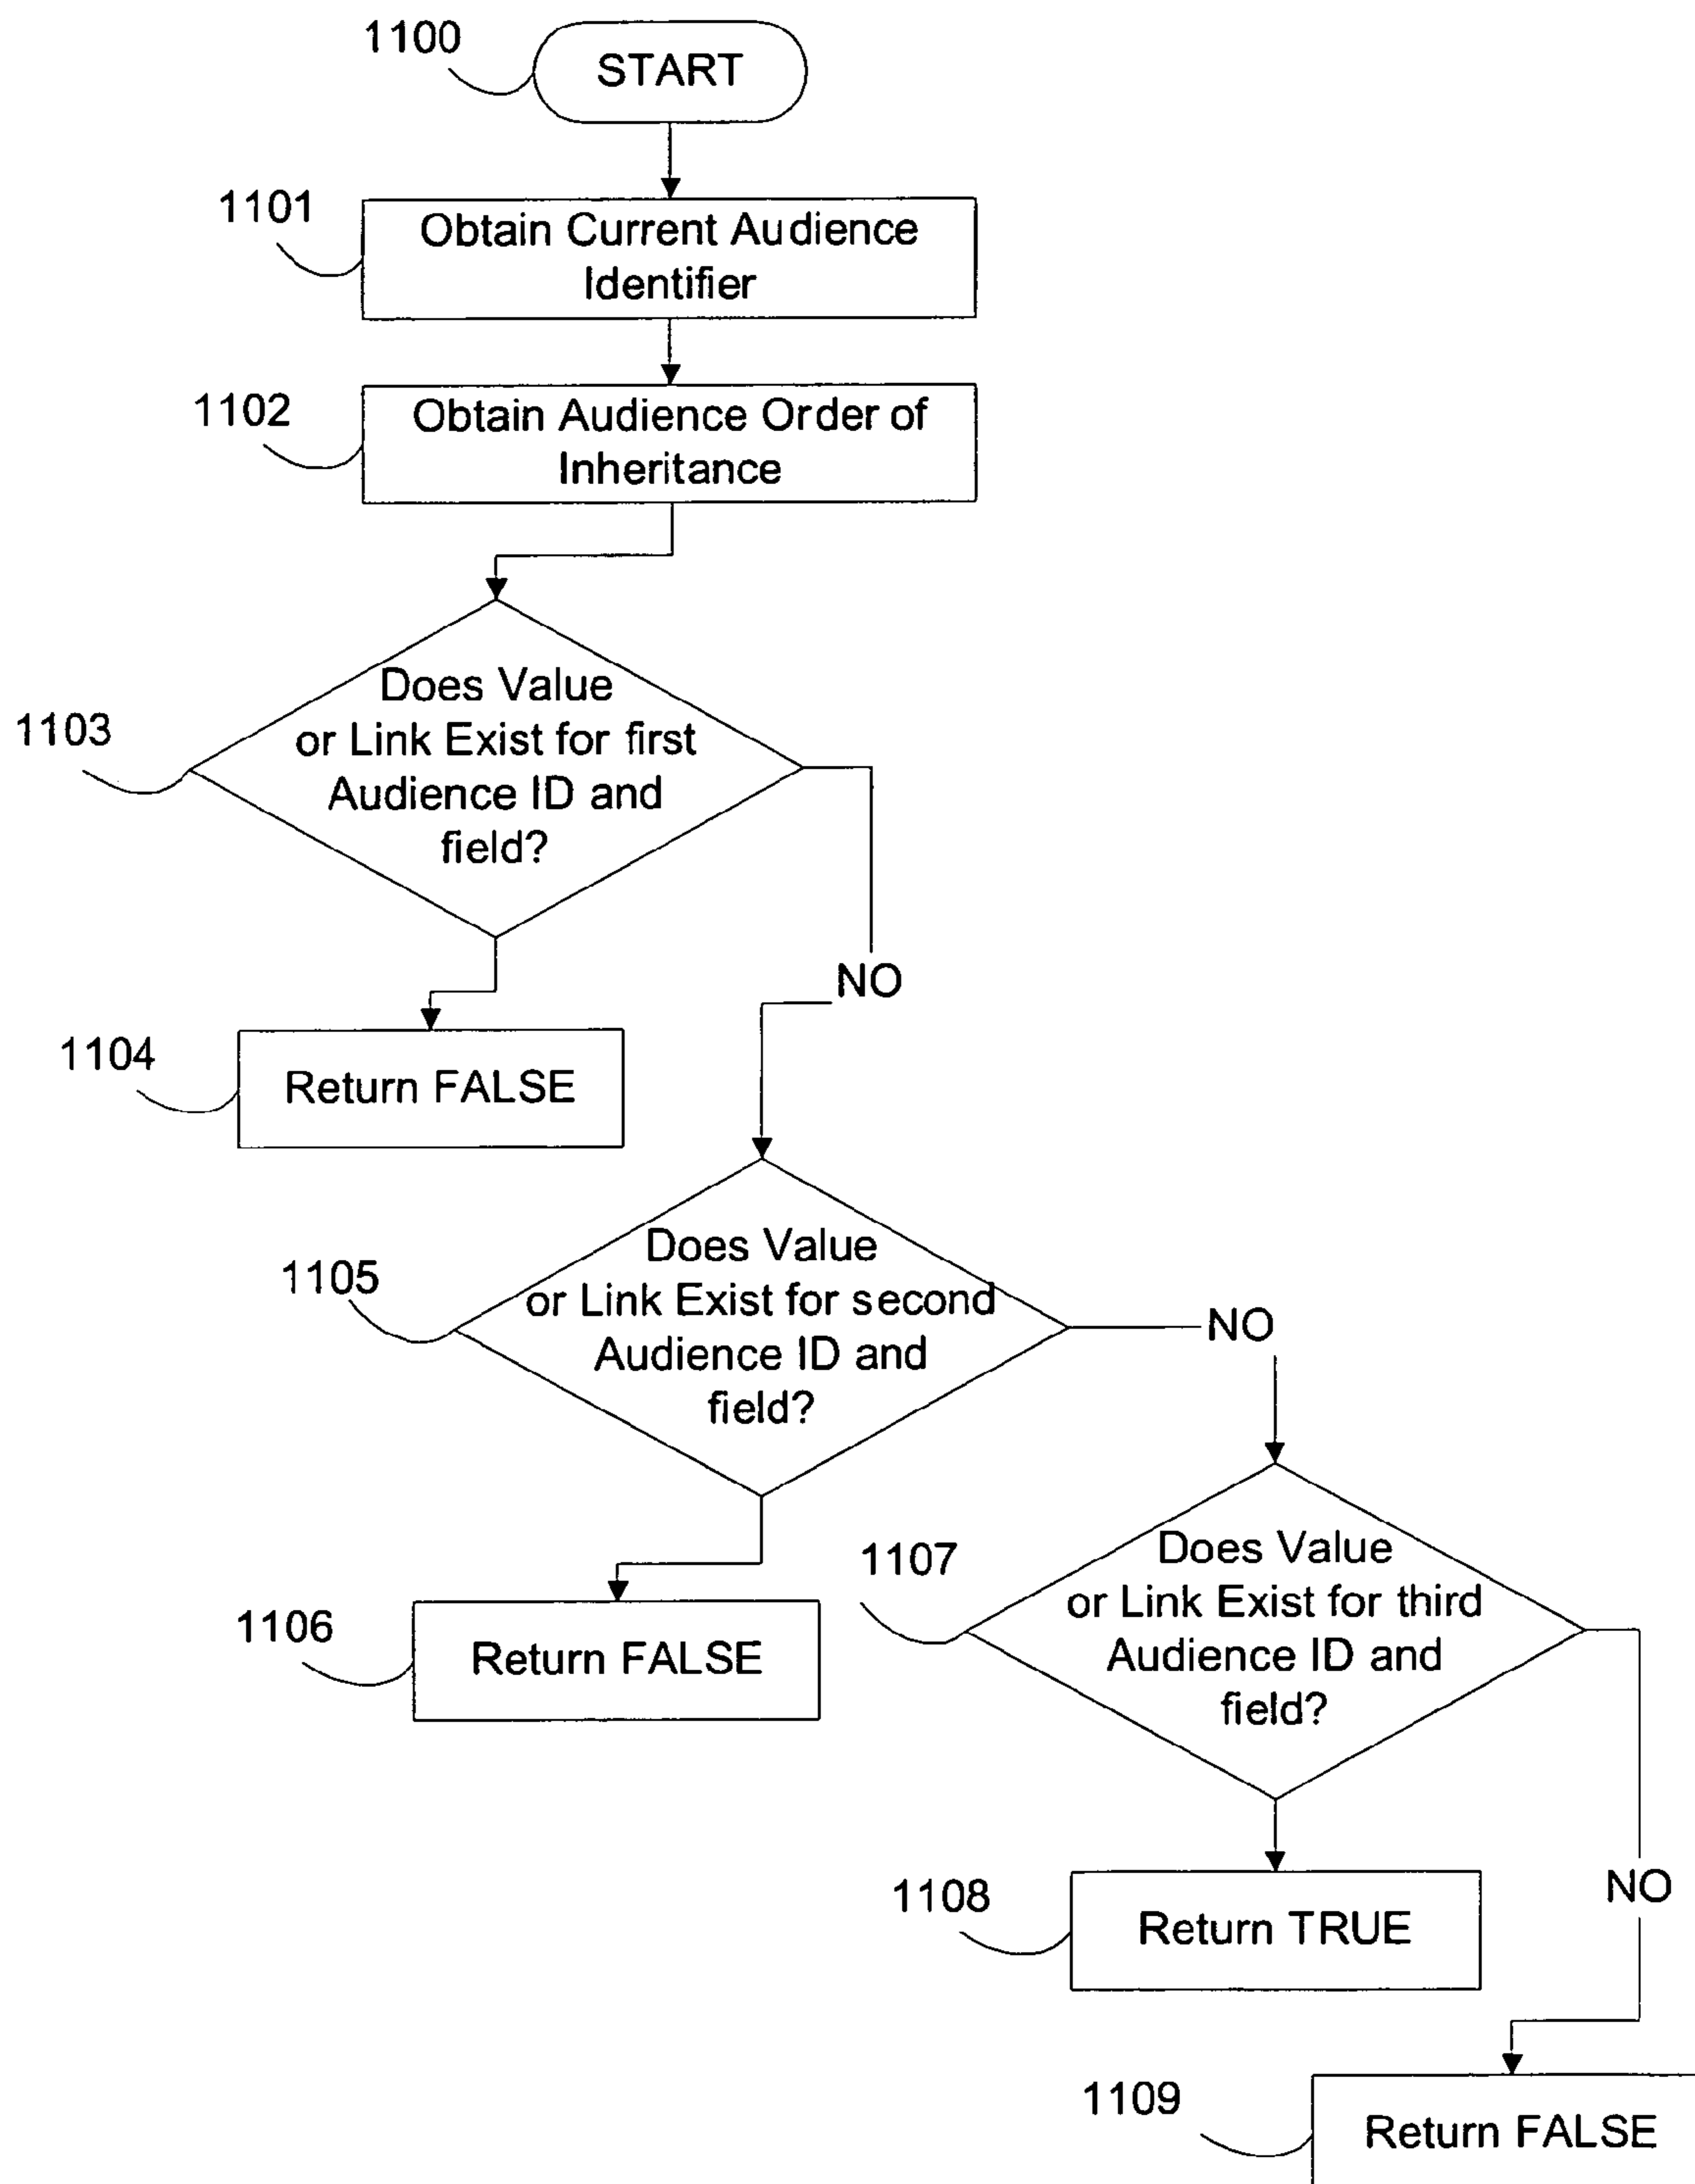 1100
START
1101
Obtain Current Audience
Identifier
1102
Obtain Audience Order of
Inheritance
1103
Does Value
or Link Exist for first
Audience ID and
field?
NO
1104
Return FALSE
1105
Does Value
or Link Exist for second
Audience ID and
field?
NO
1106
Return FALSE
1107
Does Value
or Link Exist for third
Audience ID and
field?
1108
Return TRUE
NO
1109
Return FALSE